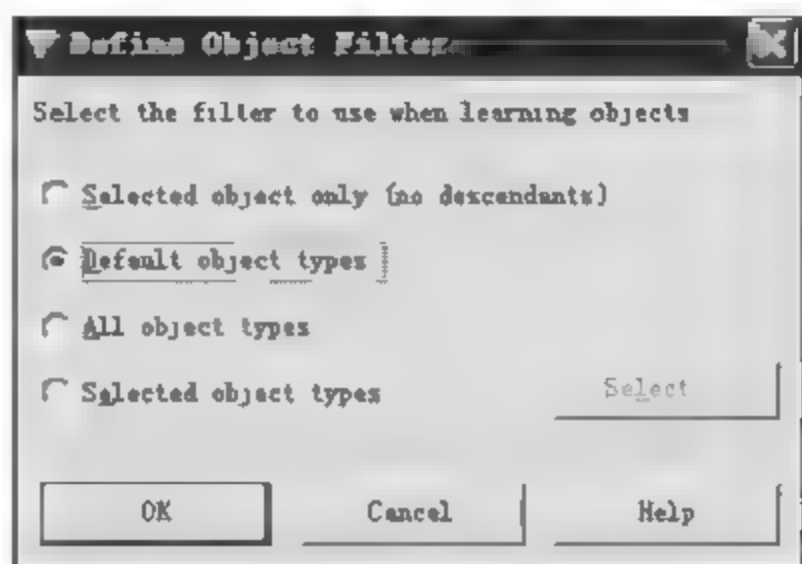 Define Object Filter
Select the filter to use when learning objects
Selected object only (no descendants)
Default object types
All object types
Selected object types
Select
OK
Cancel
Help